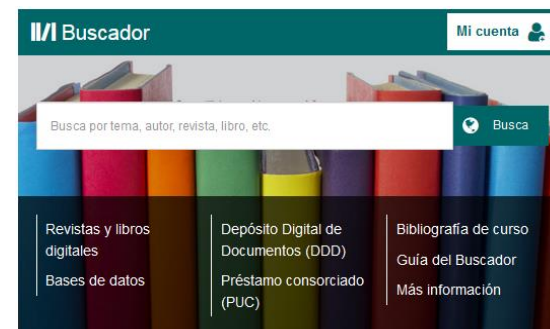 Buscador
Mi cuenta
Busca por tema, autor, revista, libro, etc.
Busca
Revistas y libros
digitales
Bases de datos
Depósito Digital de
Documentos (DDD)
Préstamo consorciado
(PUC)
Bibliografía de curso
Guía del Buscador
Más información